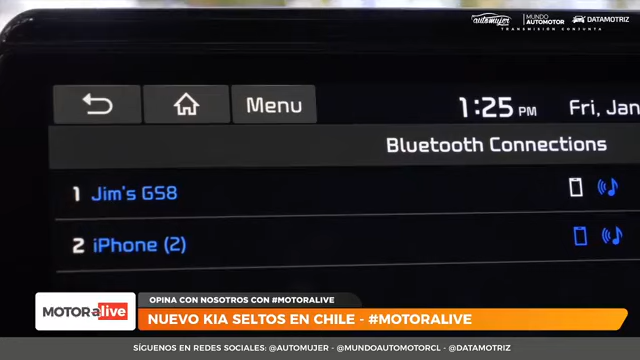 automujer
MUNDO
AUTOMOTOR
DATAMOTRIZ
TRANSMISIÓN CONJUNTA
Menu
1:25 PM
Fri, Jan
Bluetooth Connections
1 Jim's GS8
2 iPhone (2)
MOTORalive
OPINA CON NOSOTROS CON #MOTORALIVE
NUEVO KIA SELTOS EN CHILE - #MOTORALIVE
SÍGUENOS EN REDES SOCIALES: @AUTOMUJER - @MUNDOAUTOMOTORCL - @DATAMOTRIZ